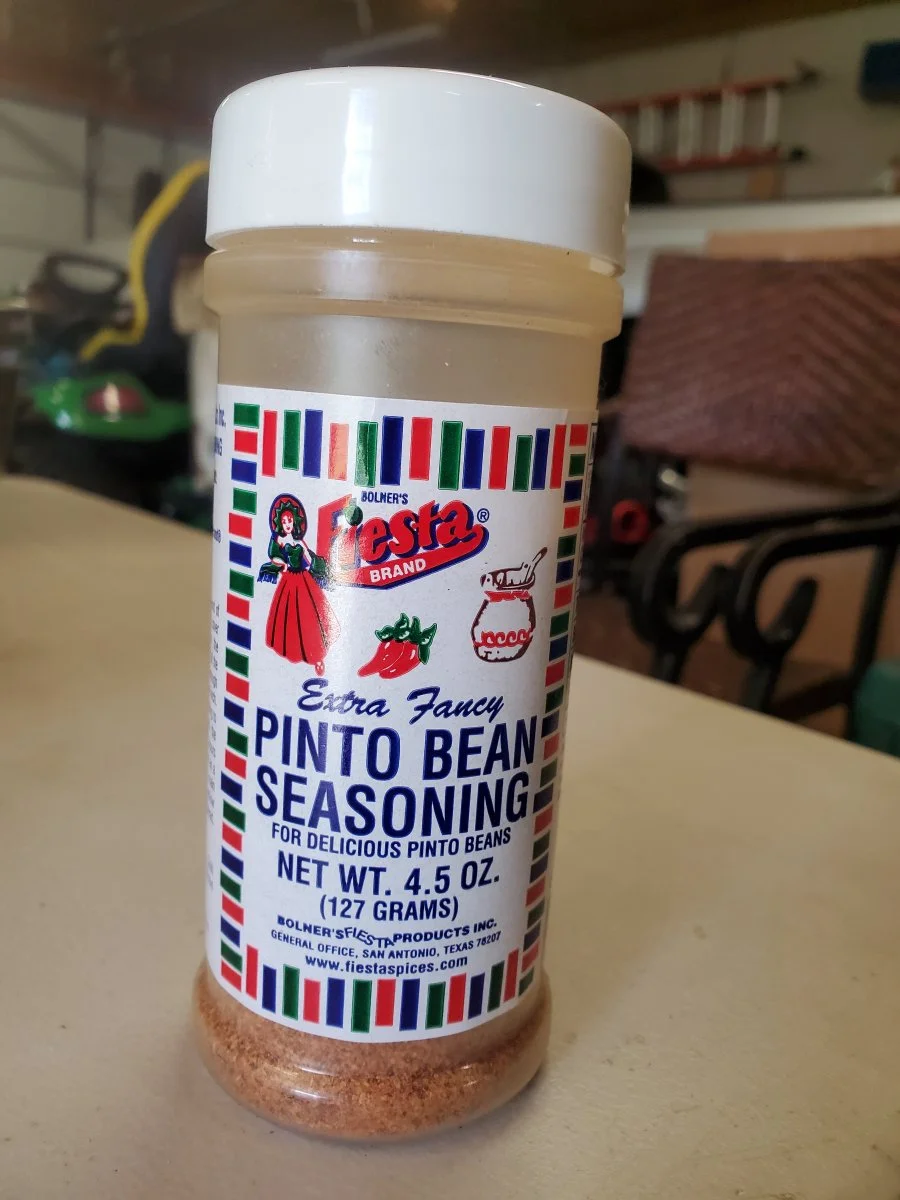 BOLNER'S
Fiesta®
BRAND
Extra Fancy
PINTO BEAN
SEASONING
FOR DELICIOUS PINTO BEANS
NET WT. 4.5 OZ.
(127 GRAMS)
BOLNER'S FIESTA PRODUCTS INC.
GENERAL OFFICE, SAN ANTONIO, TEXAS 78207
www.fiestaspices.com